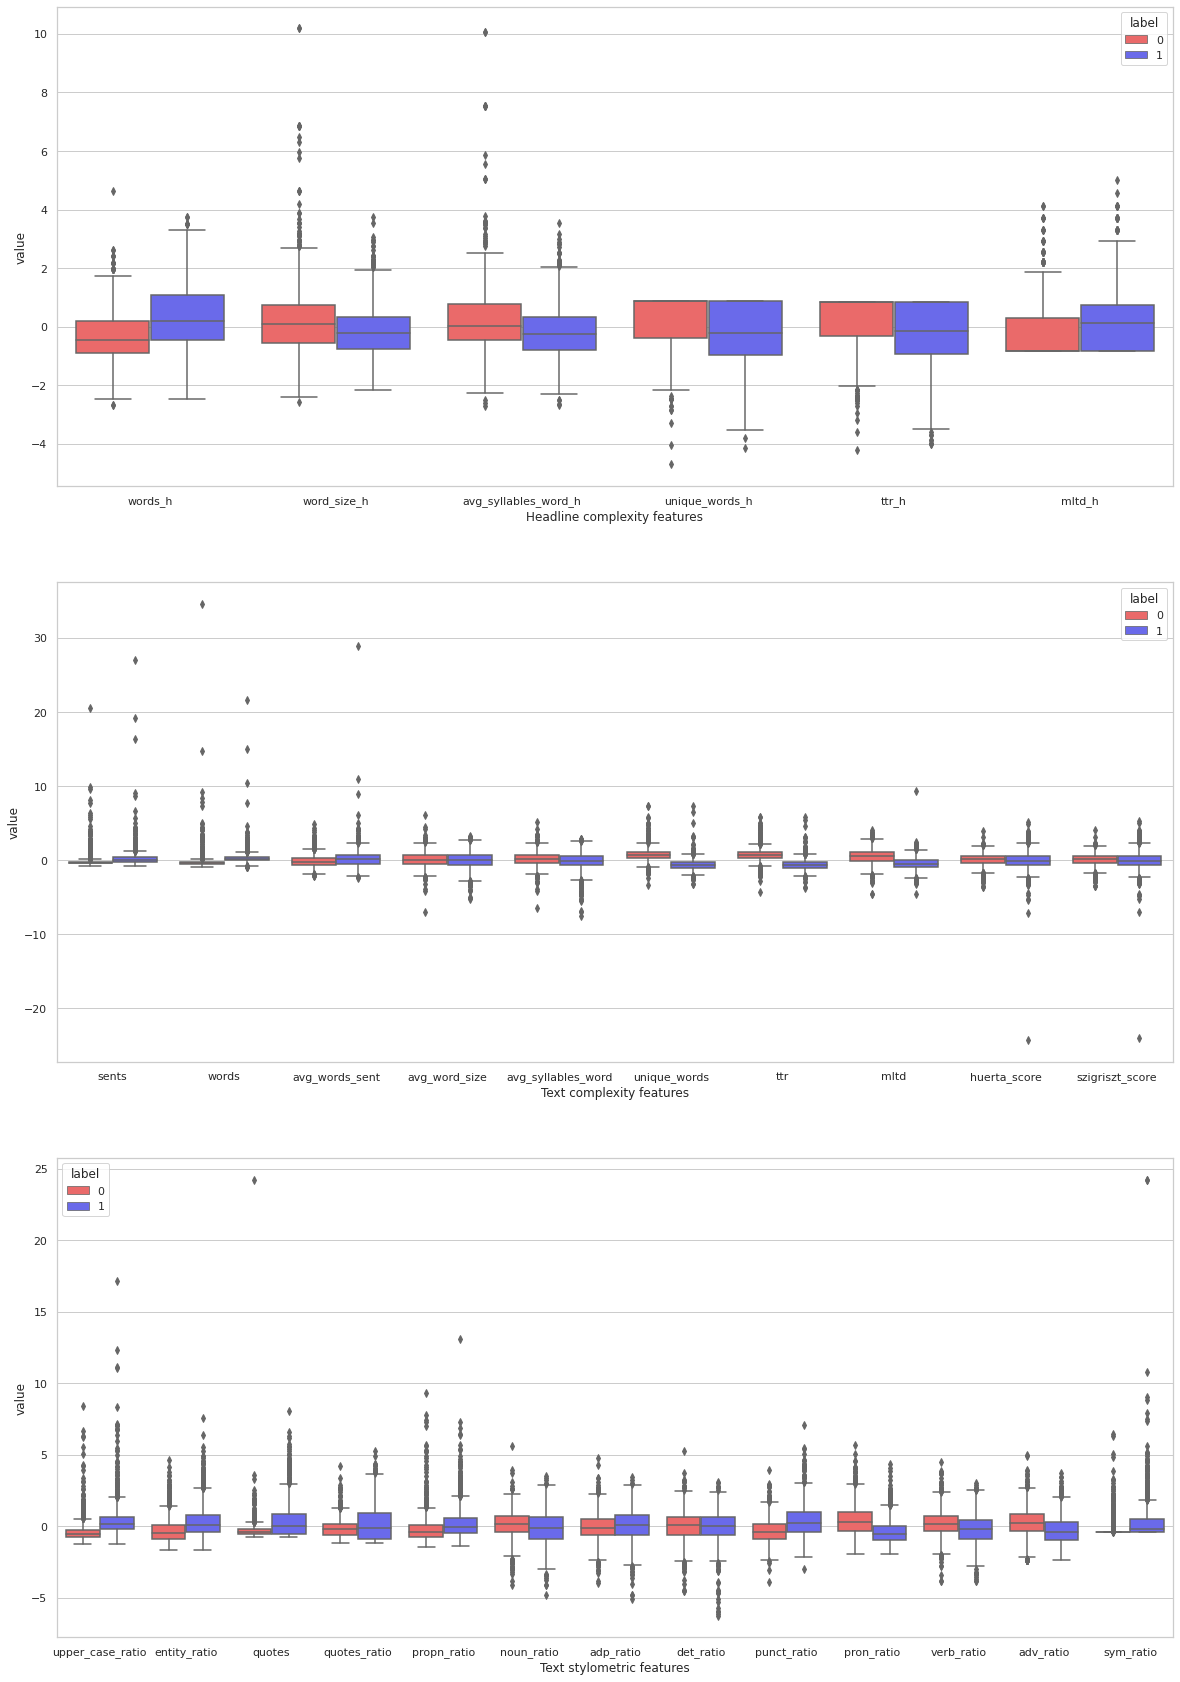 label
0
1
10
8
6
4
2
0
−2
−4
value
words_h word_size_h avg_syllables_word_h unique_words_h ttr_h mltd_h
Headline complexity features
label
0
1
30
20
10
0
−10
−20
value
sents words avg_words_sent avg_word_size avg_syllables_word unique_words ttr mltd huerta_score szigriszt_score
Text complexity features
label
0
1
25
20
15
10
5
0
−5
value
upper_case_ratio entity_ratio quotes quotes_ratio propn_ratio noun_ratio adp_ratio det_ratio punct_ratio pron_ratio verb_ratio adv_ratio sym_ratio
Text stylometric features